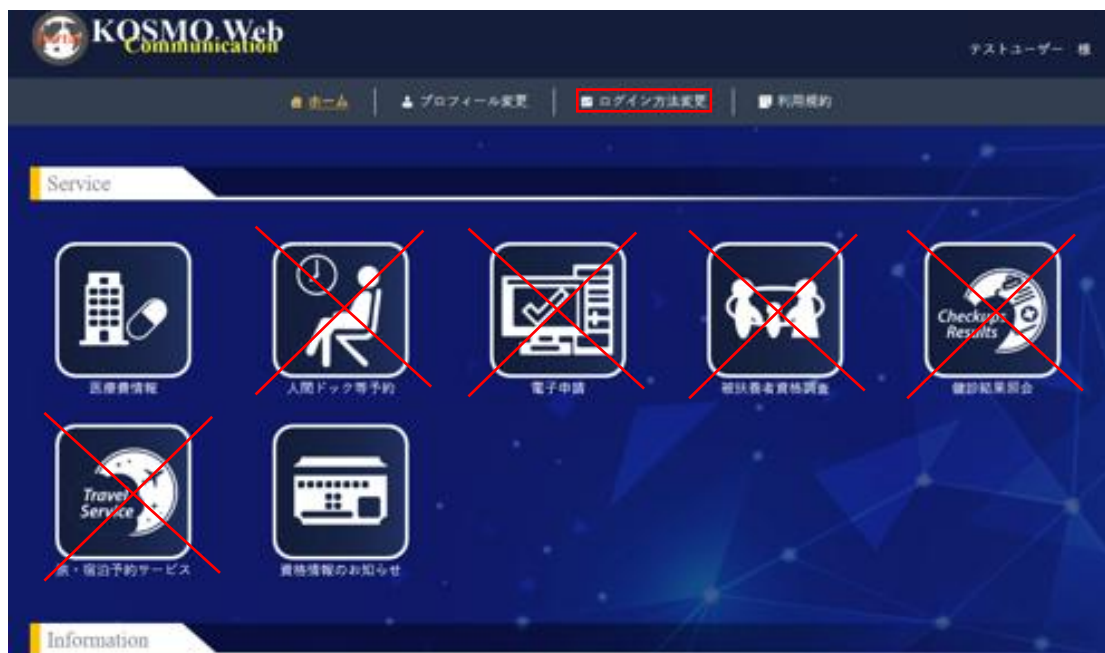 KOSMO.Web
Communication
テストユーザー 様
ホーム
プロフィール変更
ログイン方法変更
利用規約
Service
Checkups
Results
医療費情報
人間ドック等予約
電子申請
被扶養者資格調査
健診結果照会
Travel
Service
旅・宿泊予約サービス
資格情報のお知らせ
Information